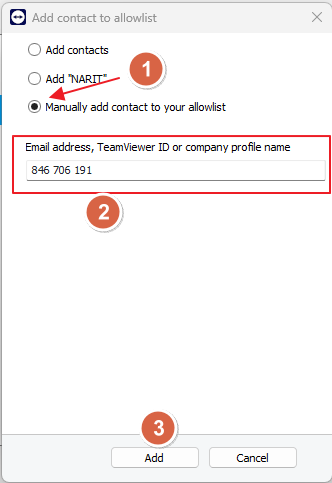 Add contact to allowlist
Add contacts
1
Add "NARIT"
Manually add contact to your allowlist
Email address, TeamViewer ID or company profile name
846 706 191
2
3
Add
Cancel